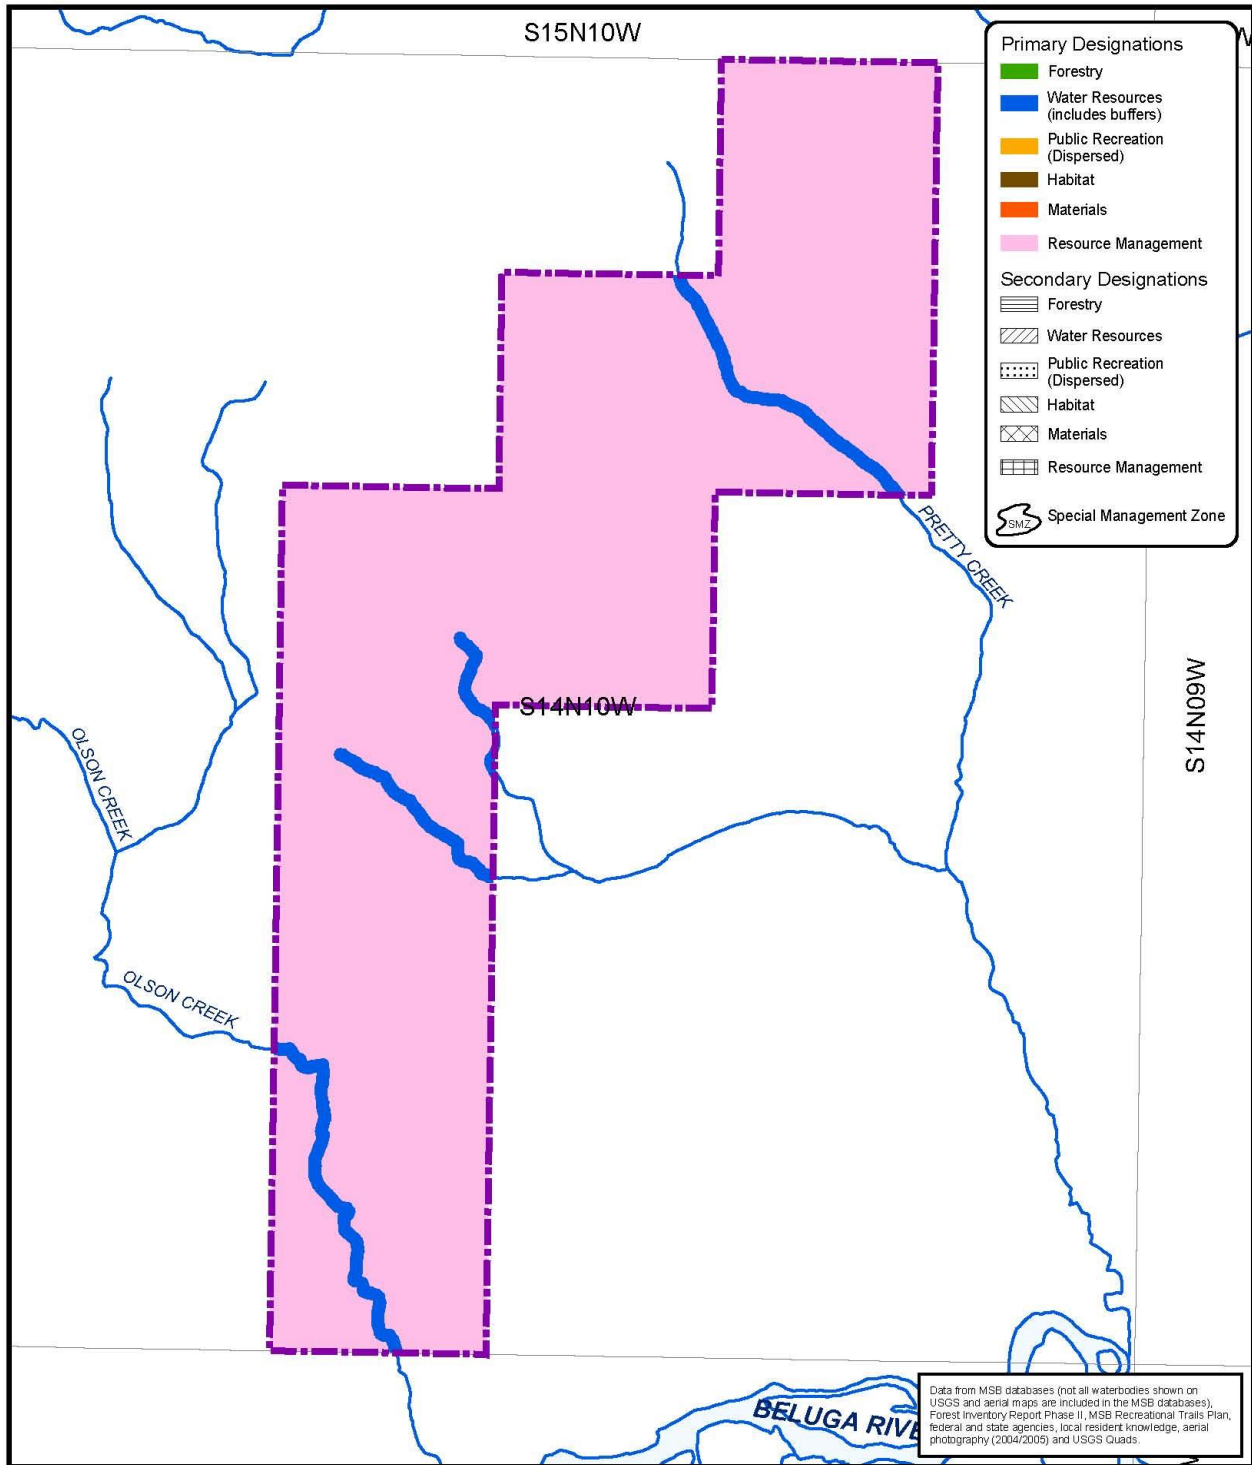 S15N10W
W
Primary Designations
Forestry
Water Resources
(includes buffers)
Public Recreation
(Dispersed)
Habitat
Materials
Resource Management
Secondary Designations
Forestry
Water Resources
Public Recreation
(Dispersed)
Habitat
Materials
Resource Management
SMZ Special Management Zone
PRETTY CREEK
S14N10W
S14N09W
OLSON CREEK
OLSON CREEK
BELUGA RIVE
Data from MSB databases (not all waterbodies shown on
USGS and aerial maps are included in the MSB databases),
Forest Inventory Report Phase II, MSB Recreational Trails Plan,
federal and state agencies, local resident knowledge, aerial
photography (2004/2005) and USGS Quads.